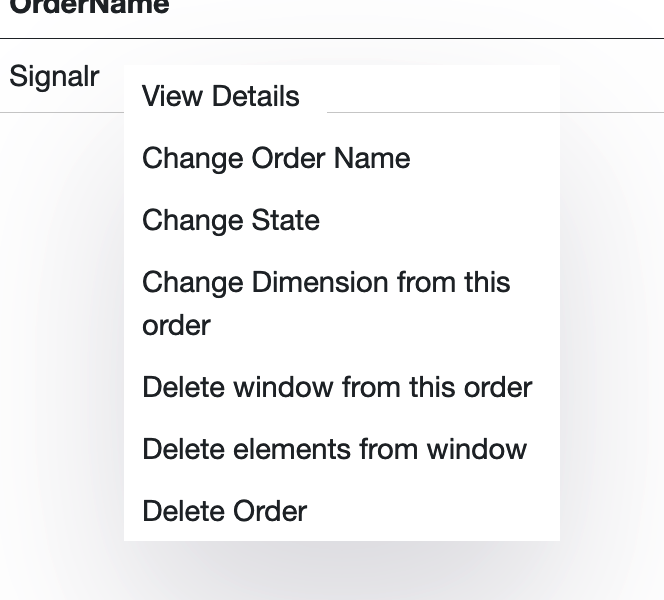 OrderName
Signalr
View Details
Change Order Name
Change State
Change Dimension from this
order
Delete window from this order
Delete elements from window
Delete Order